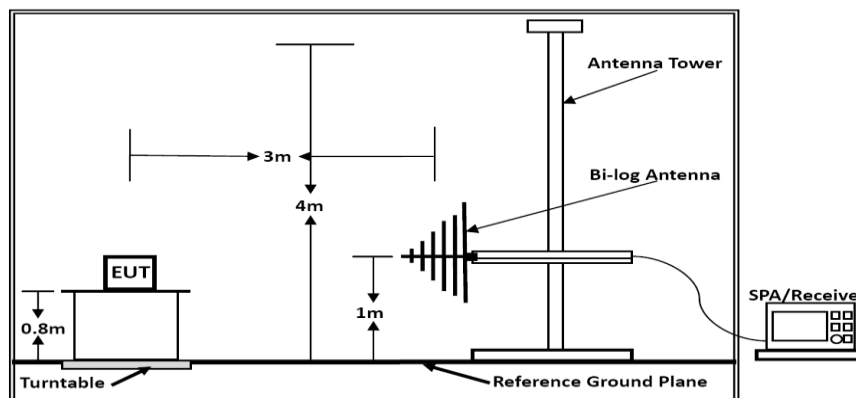 Antenna Tower
3m
Bi-log Antenna
4m
EUT
SPA/Receive
0.8m
1m
Turntable
Reference Ground Plane